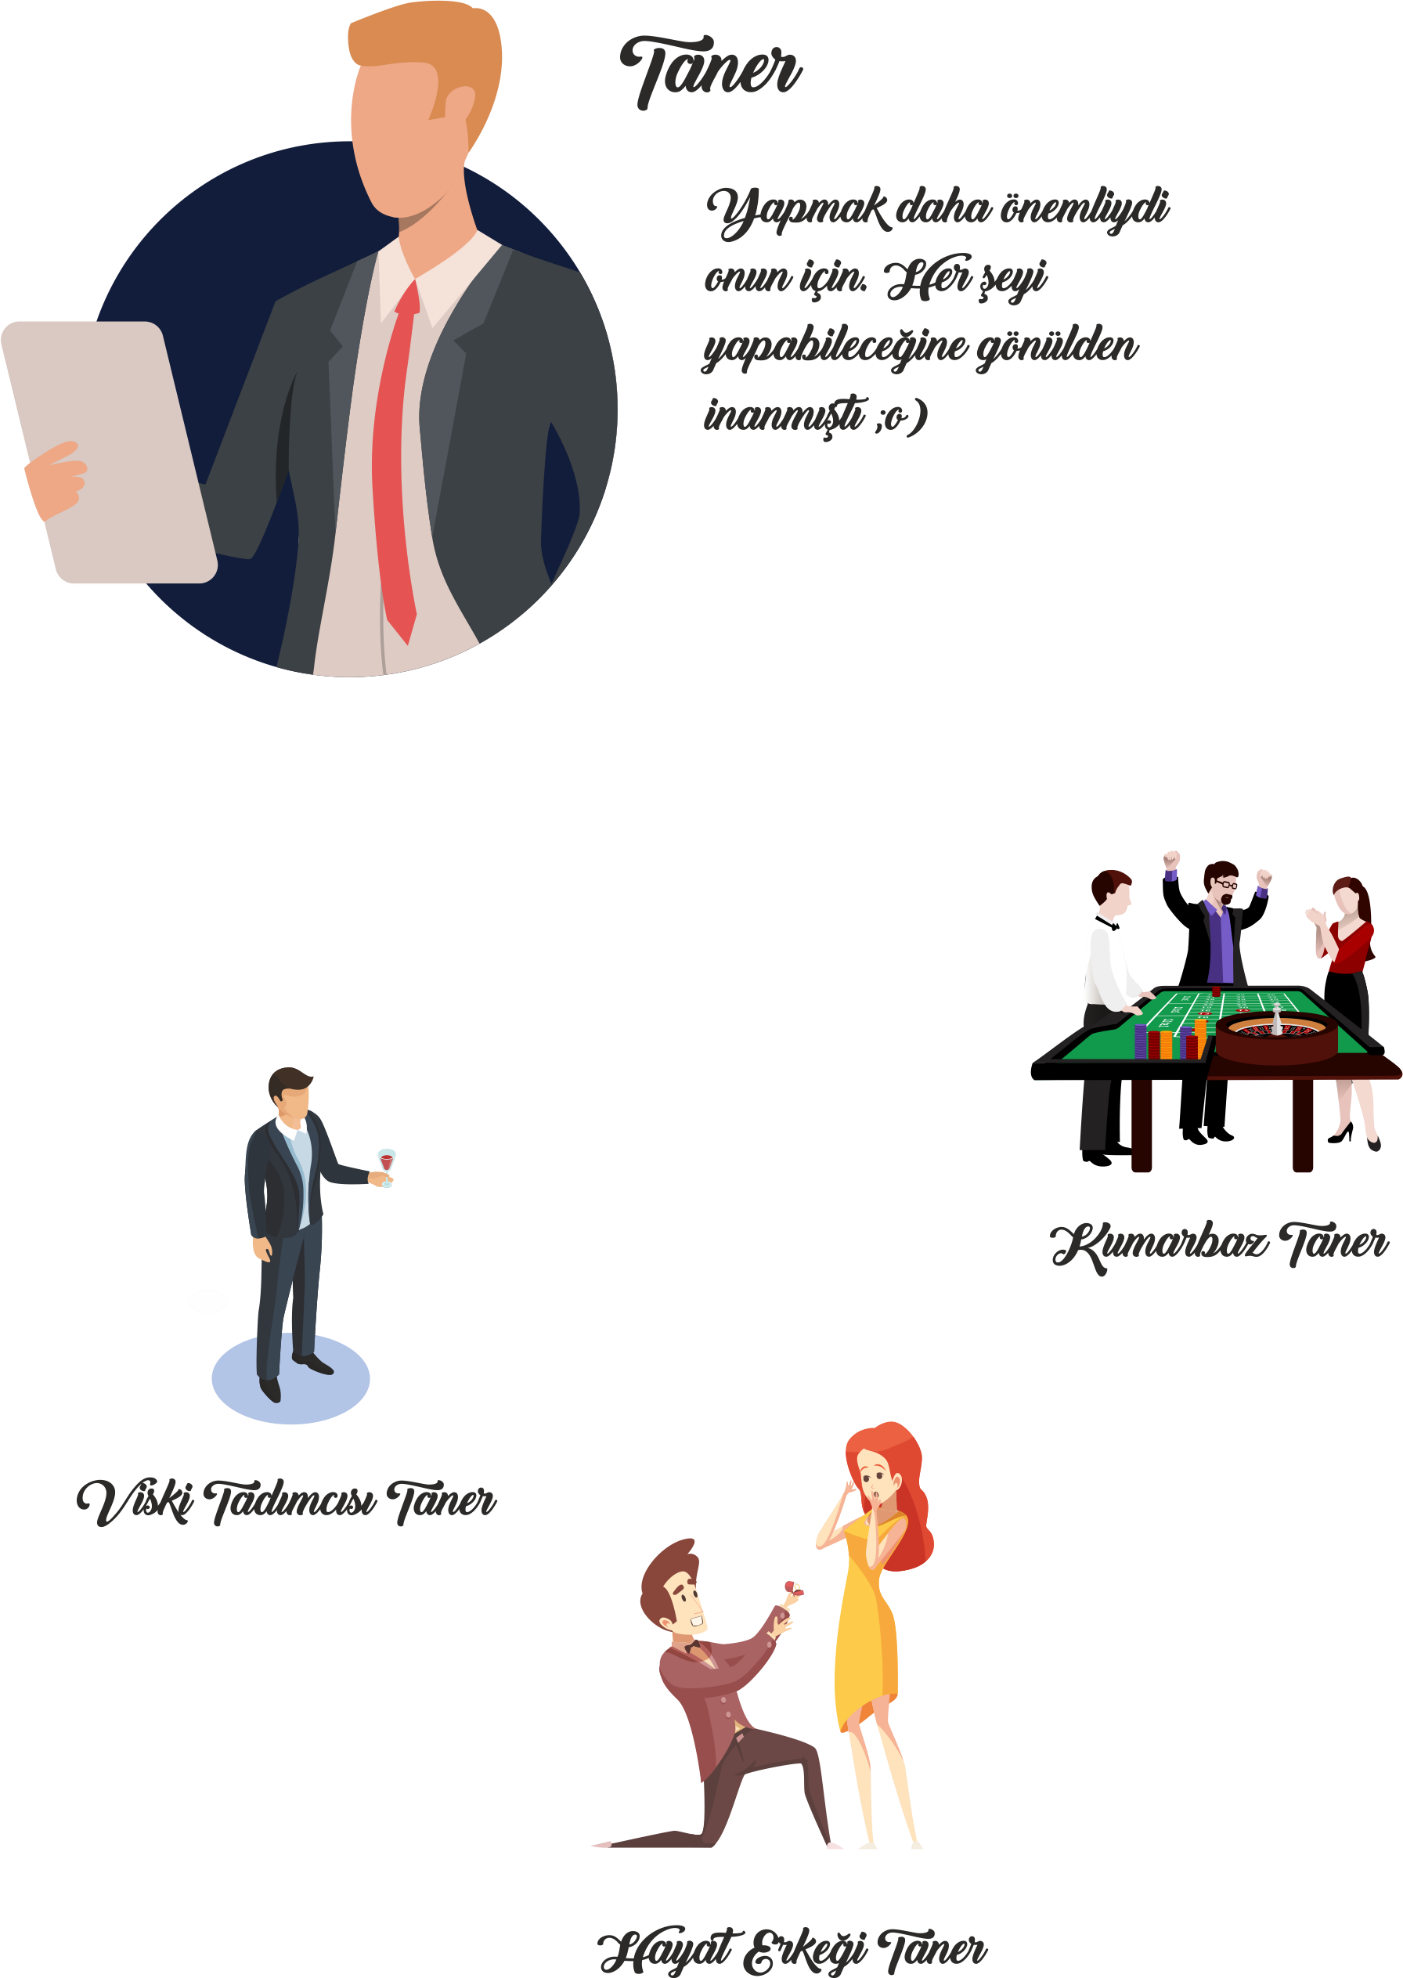 Taner
Yapmak daha önemliydi
onun için. Her şeyi
yapabileceğine gönülden
inanmıştı ;o)
Kumarbaz Taner
Viski Tadımcısı Taner
Hayat Erkeği Taner